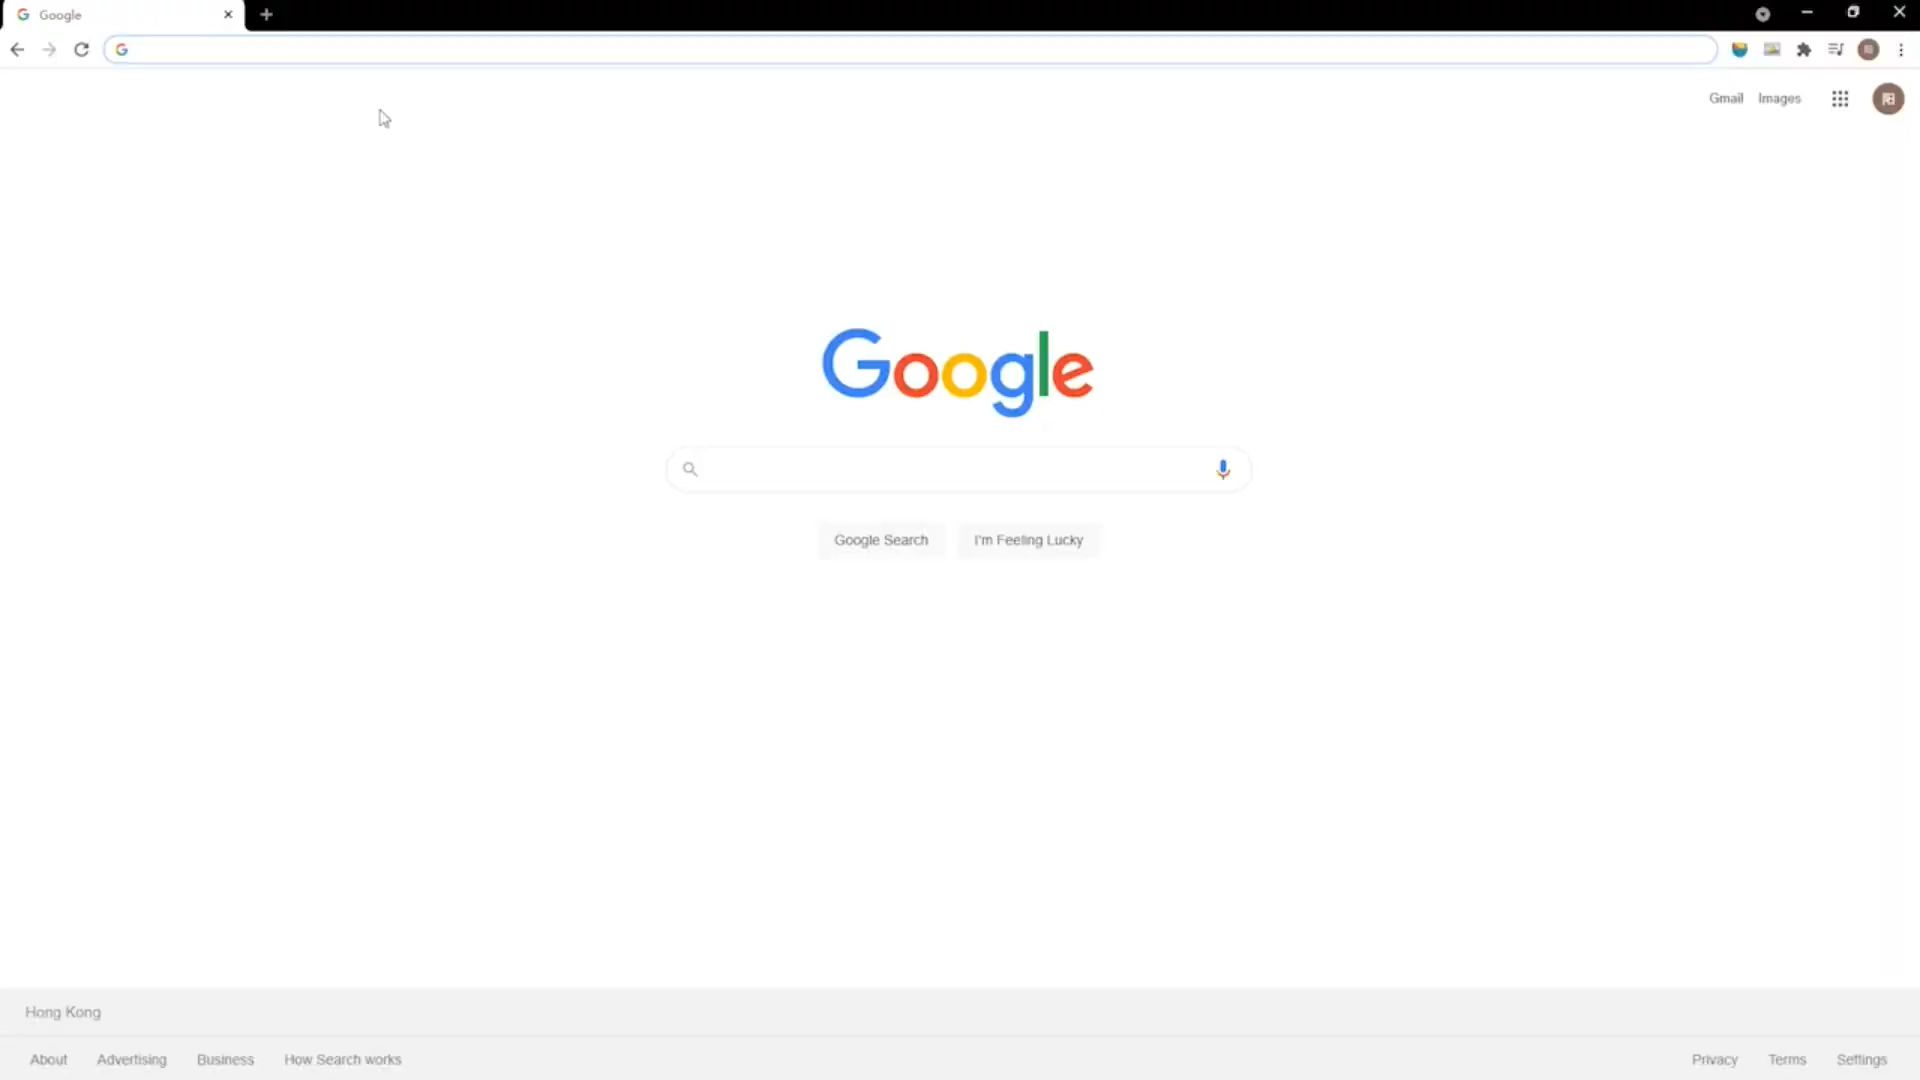 Google
Gmail Images 阳
Google
Google Search I'm Feeling Lucky
Hong Kong
About Advertising Business How Search works Privacy Terms Settings